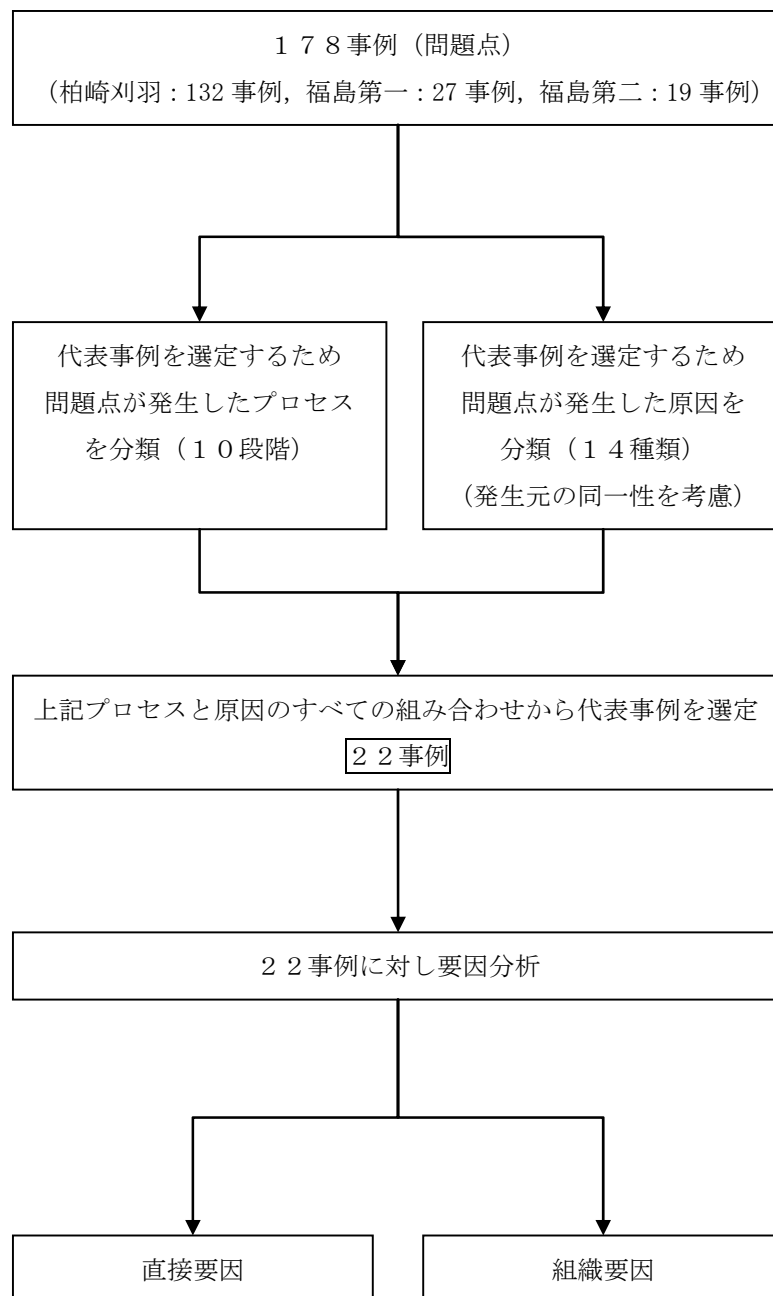 １７８事例（問題点）
（柏崎刈羽：132 事例，福島第一：27 事例，福島第二：19 事例）
代表事例を選定するため
問題点が発生したプロセス
を分類（１０段階）
代表事例を選定するため
問題点が発生した原因を
分類（１４種類）
（発生元の同一性を考慮）
上記プロセスと原因のすべての組み合わせから代表事例を選定
２２事例
２２事例に対し要因分析
直接要因
組織要因